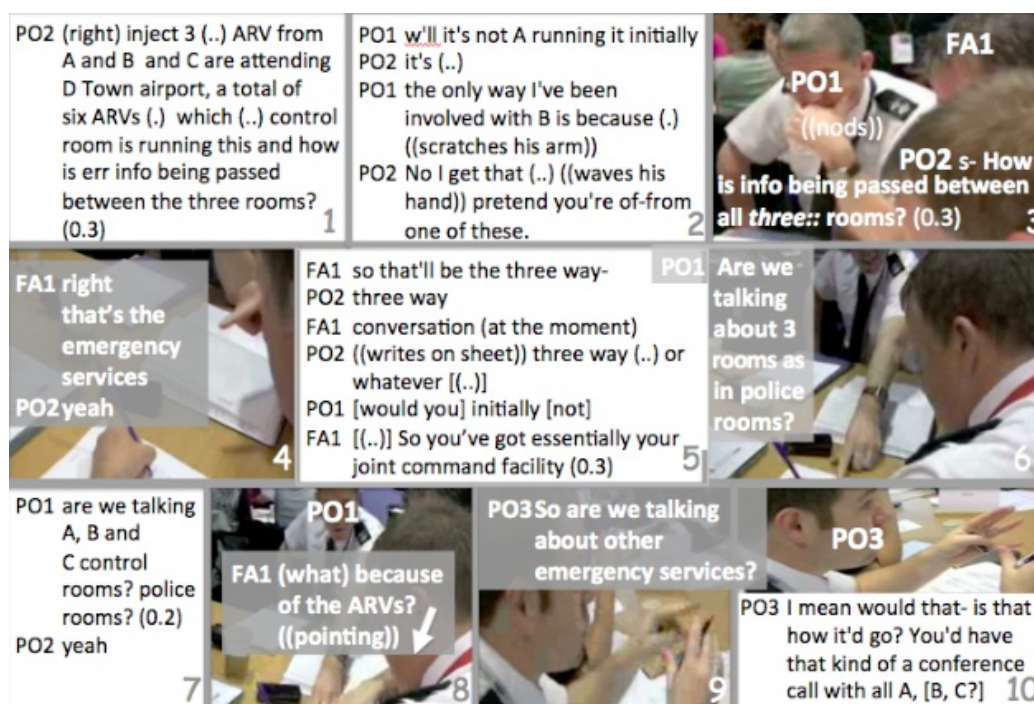 PO2 (right) inject 3 (..) ARV from
A and B and C are attending
D Town airport, a total of
six ARVs (.) which (..) control
room is running this and how
is err info being passed
between the three rooms?
(0.3)
1
PO1 w'll it's not A running it initially
PO2 it's (..)
PO1 the only way I've been
involved with B is because (.)
((scratches his arm))
PO2 No I get that (..) ((waves his
hand)) pretend you're of-from
one of these.
2
FA1
PO1
((nods))
PO2 s- How
is info being passed between
all three:: rooms? (0.3)
3
FA1 right
that's the
emergency
services
PO2 yeah
4
FA1 so that'll be the three way-
PO2 three way
FA1 conversation (at the moment)
PO2 ((writes on sheet)) three way (..) or
whatever [(..)]
PO1 [would you] initially [not]
FA1 [(..)] So you've got essentially your
joint command facility (0.3)
5
PO1 Are we
talking
about 3
rooms as
in police
rooms?
6
PO1 are we talking
A, B and
C control
rooms? police
rooms? (0.2)
PO2 yeah
7
PO1
FA1 (what) because
of the ARVs?
((pointing))
8
PO3 So are we talking
about other
emergency services?
9
PO3
PO3 I mean would that- is that
how it'd go? You'd have
that kind of a conference
call with all A, [B, C?]
10